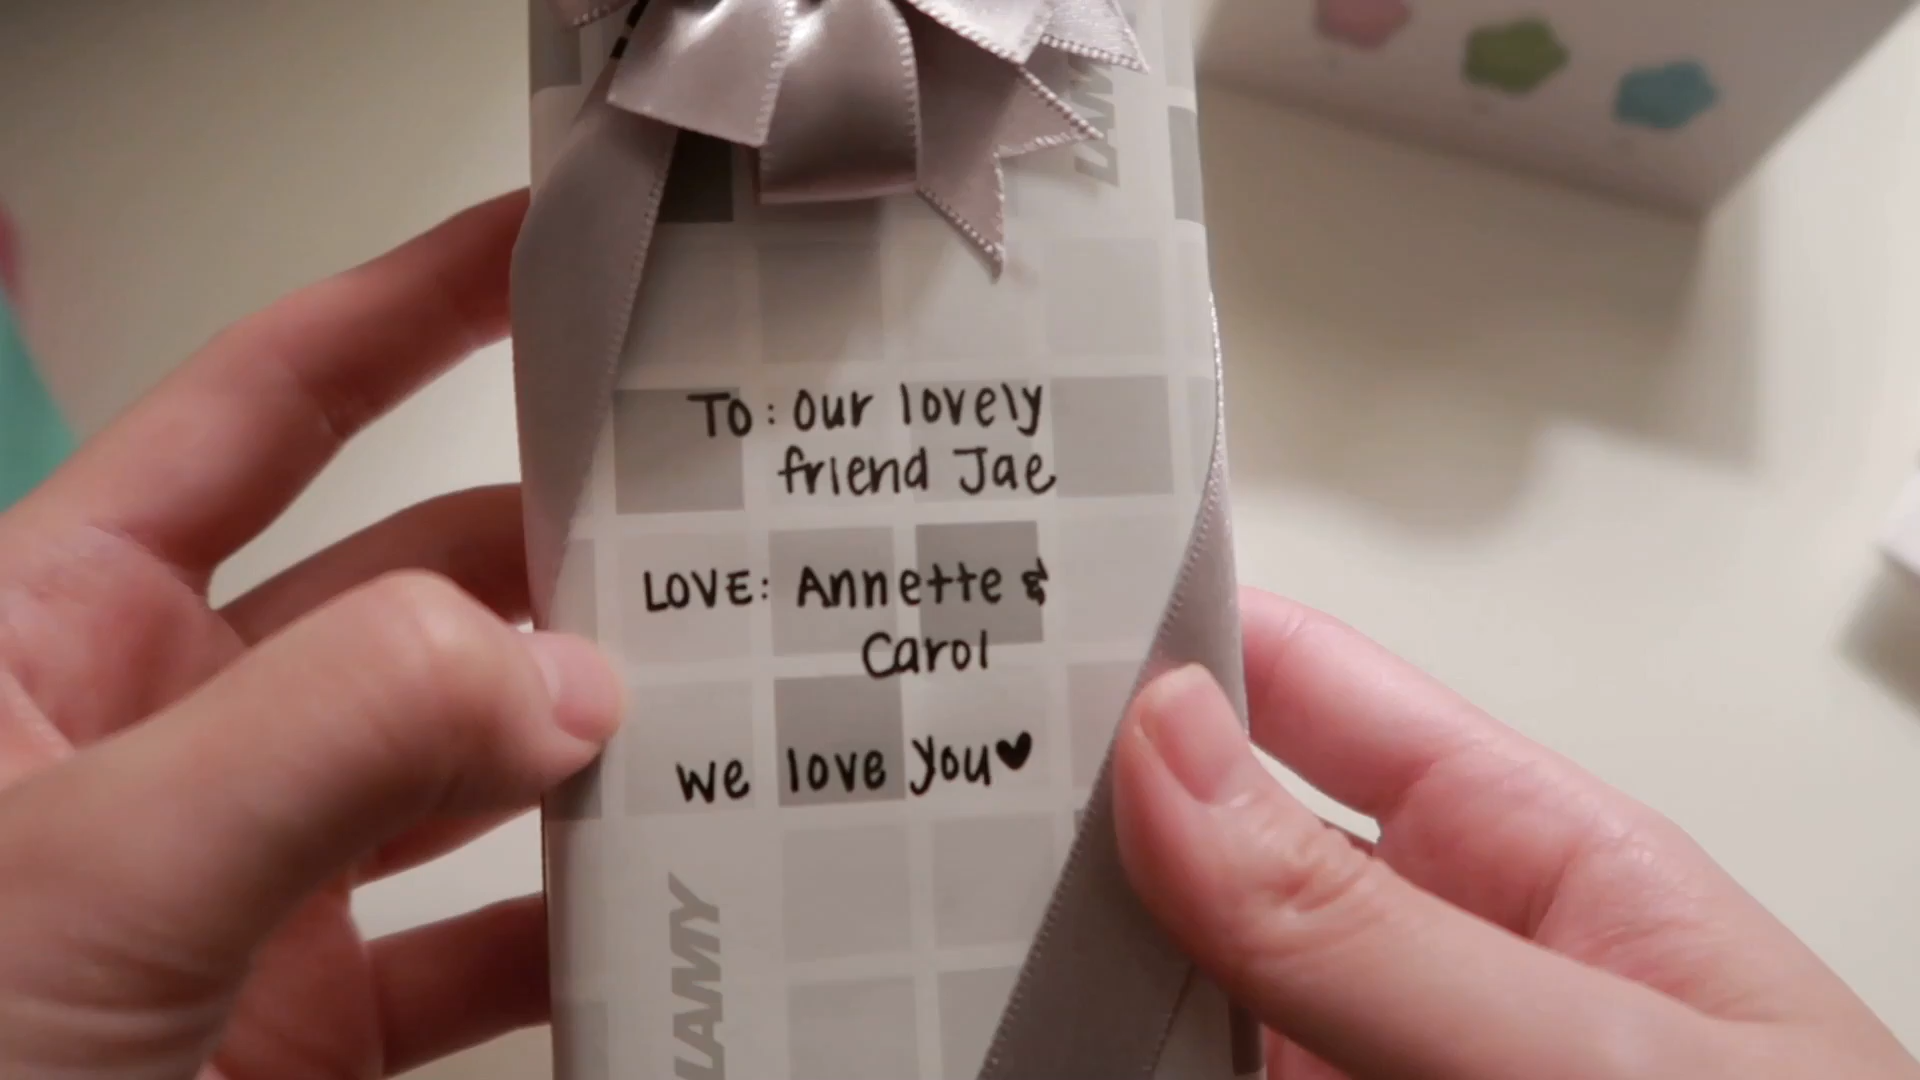 LAMY
TO: our lovely
friend Jae
LOVE: Annette &
Carol
we love you♥
LAMY